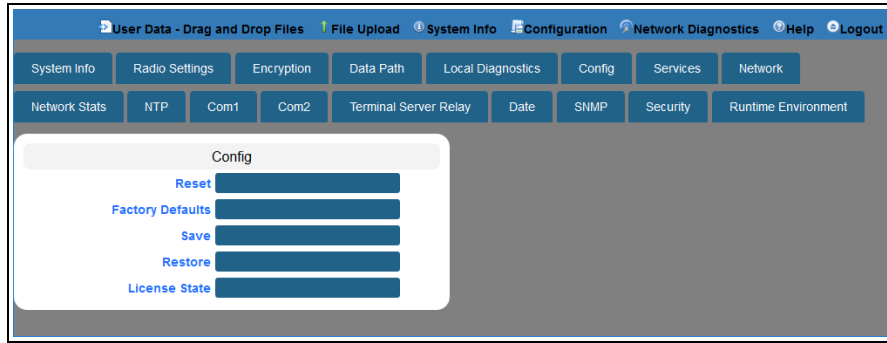 User Data - Drag and Drop Files File Upload System Info Configuration Network Diagnostics Help Logout
System Info Radio Settings Encryption Data Path Local Diagnostics Config Services Network
Network Stats NTP Com1 Com2 Terminal Server Relay Date SNMP Security Runtime Environment
Config
Reset
Factory Defaults
Save
Restore
License State